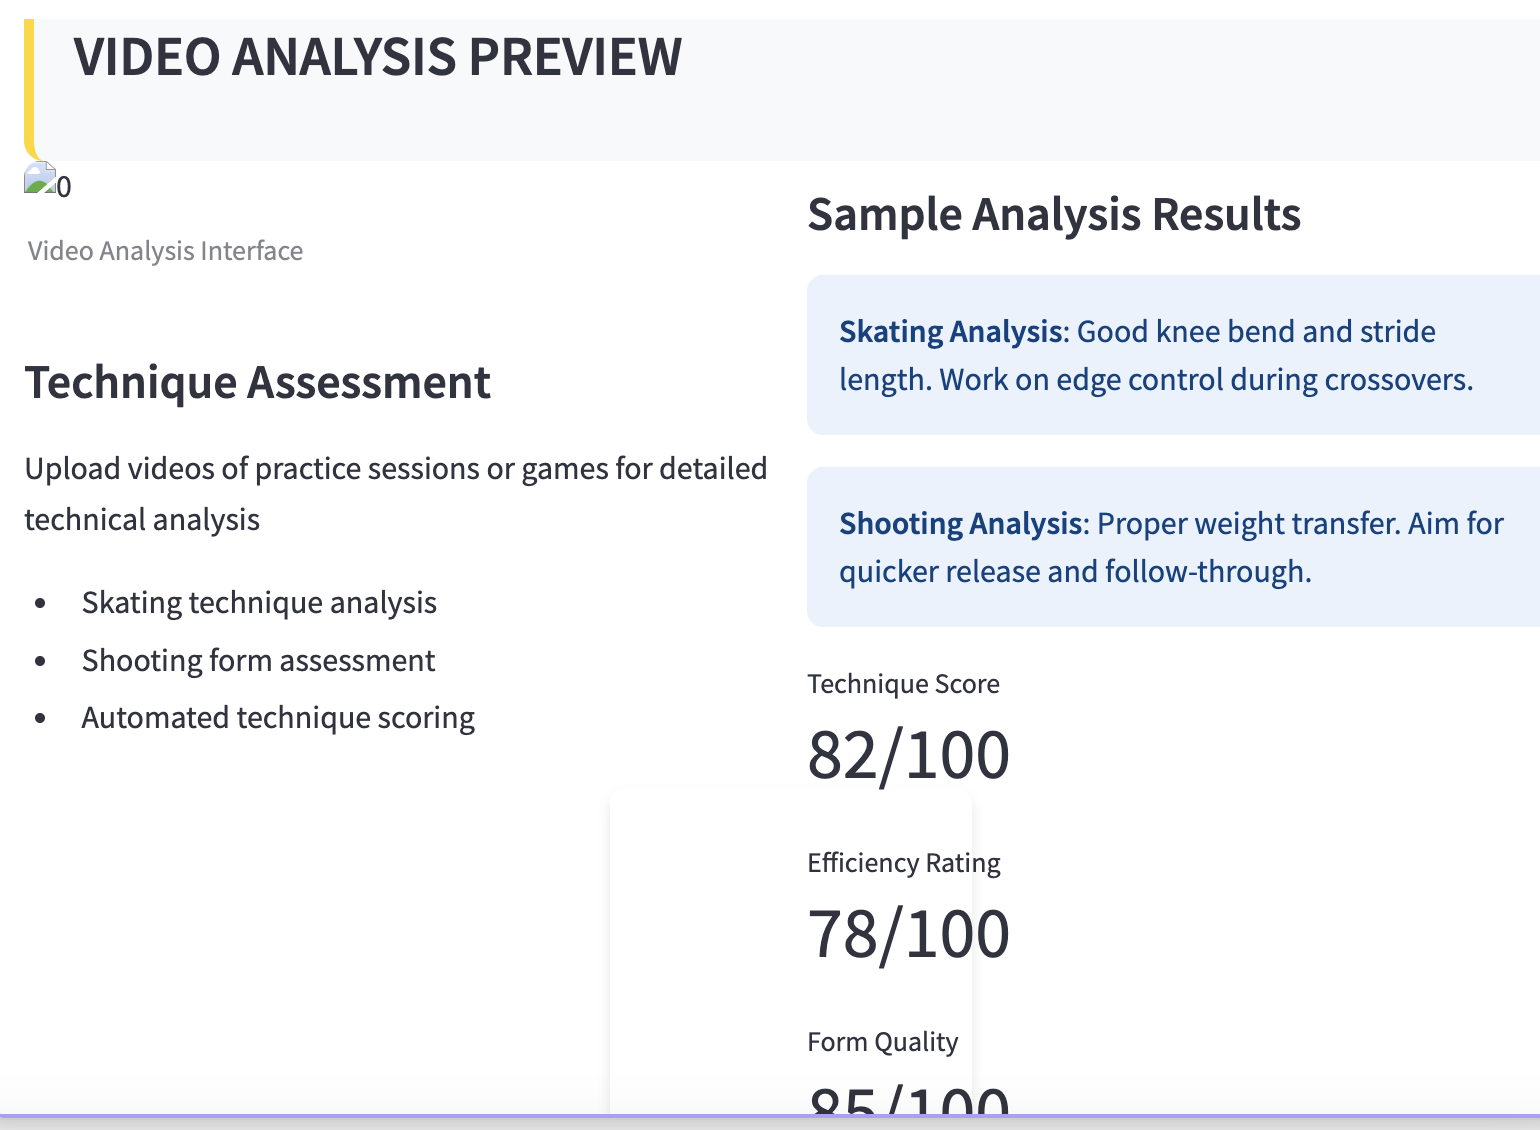 VIDEO ANALYSIS PREVIEW
0
Video Analysis Interface
Technique Assessment
Upload videos of practice sessions or games for detailed
technical analysis
• Skating technique analysis
• Shooting form assessment
• Automated technique scoring
Sample Analysis Results
Skating Analysis: Good knee bend and stride
length. Work on edge control during crossovers.
Shooting Analysis: Proper weight transfer. Aim for
quicker release and follow-through.
Technique Score
82/100
Efficiency Rating
78/100
Form Quality
85/100